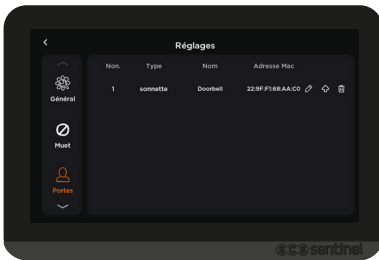 Réglages
Non. Type Nom Adresse Mac
1 sonnette Doorbell 22:9F:F1:68:AA:C0
Général
Muet
Portes
scs sentinel